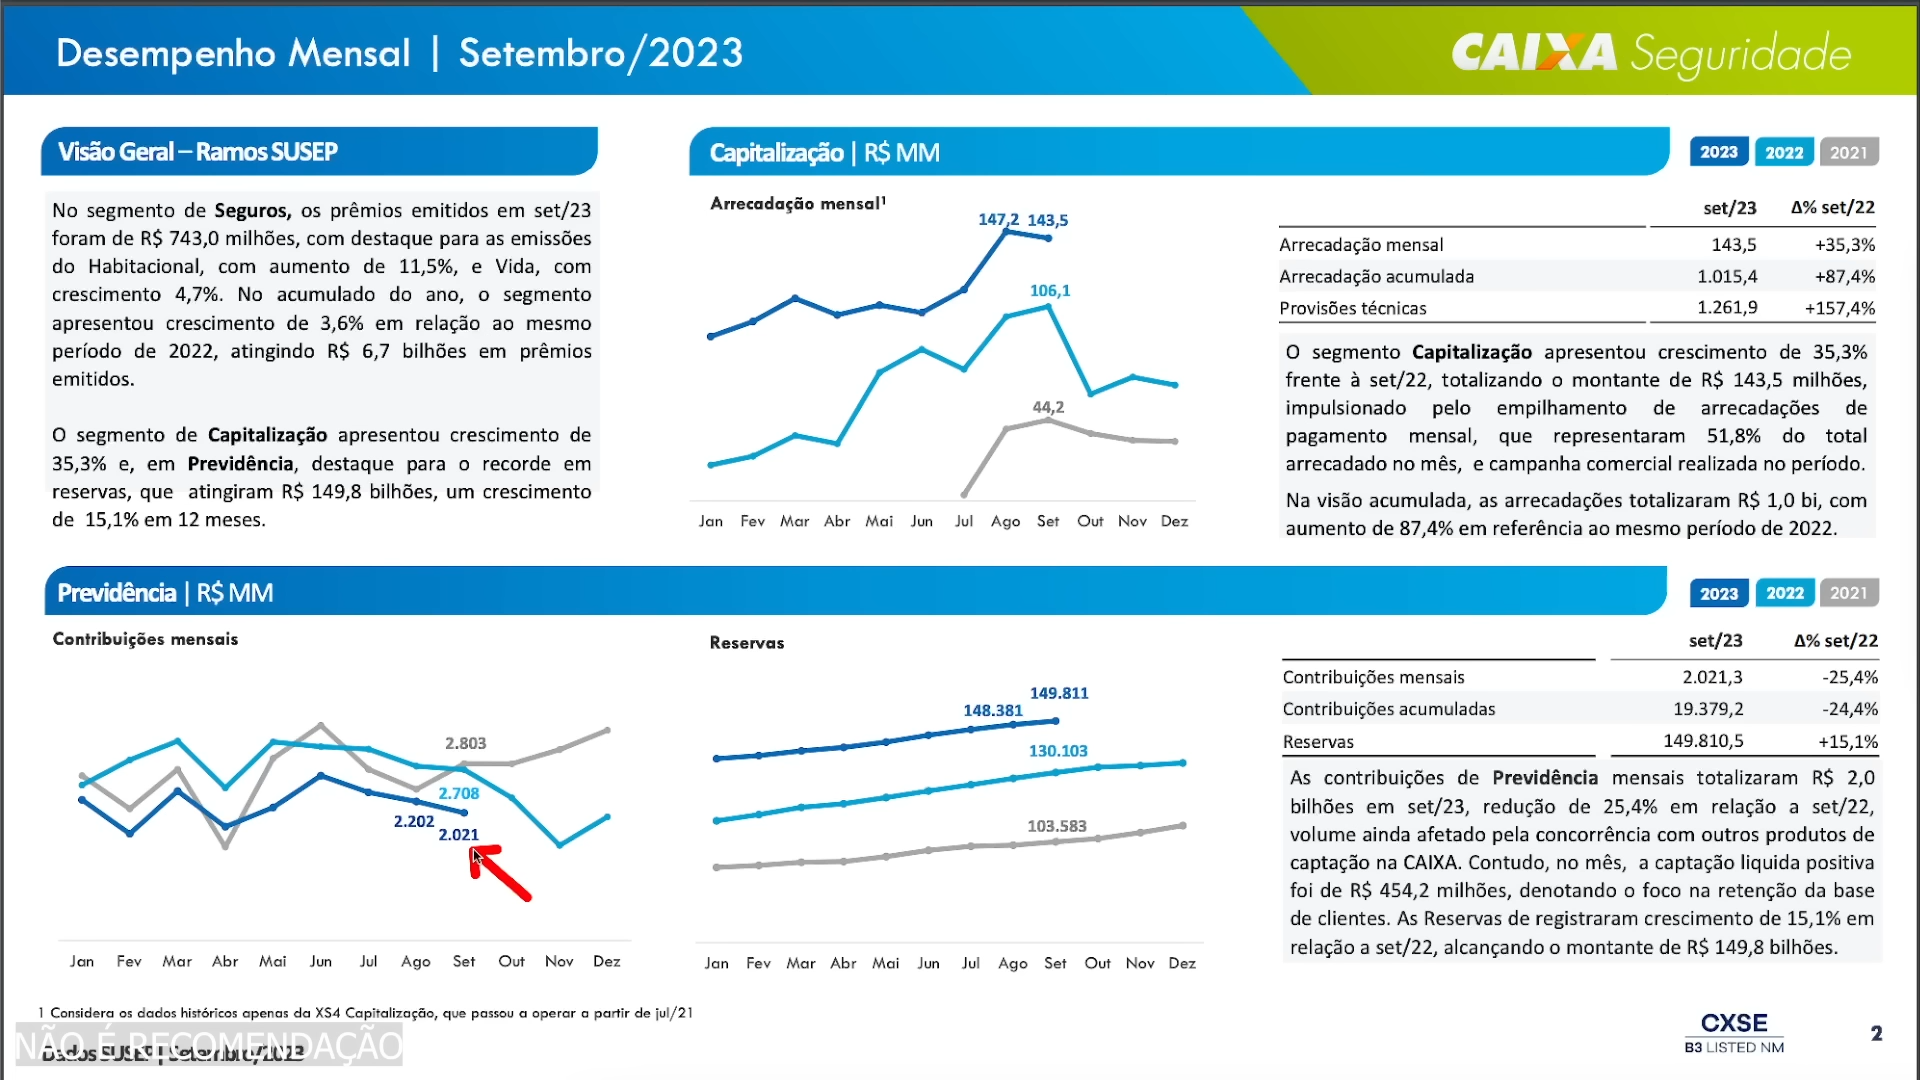 Desempenho Mensal | Setembro/2023
CAIXA Seguridade
Visão Geral – Ramos SUSEP
No segmento de Seguros, os prêmios emitidos em set/23
foram de R$ 743,0 milhões, com destaque para as emissões
do Habitacional, com aumento de 11,5%, e Vida, com
crescimento 4,7%. No acumulado do ano, o segmento
apresentou crescimento de 3,6% em relação ao mesmo
período de 2022, atingindo R$ 6,7 bilhões em prêmios
emitidos.
O segmento de Capitalização apresentou crescimento de
35,3% e, em Previdência, destaque para o recorde em
reservas, que atingiram R$ 149,8 bilhões, um crescimento
de 15,1% em 12 meses.
Capitalização | R$ MM
2023 2022 2021
Arrecadação mensal¹
147,2 143,5
106,1
44,2
Jan Fev Mar Abr Mai Jun Jul Ago Set Out Nov Dez
set/23 Δ% set/22
Arrecadação mensal 143,5 +35,3%
Arrecadação acumulada 1.015,4 +87,4%
Provisões técnicas 1.261,9 +157,4%
O segmento Capitalização apresentou crescimento de 35,3%
frente à set/22, totalizando o montante de R$ 143,5 milhões,
impulsionado pelo empilhamento de arrecadações de
pagamento mensal, que representaram 51,8% do total
arrecadado no mês, e campanha comercial realizada no período.
Na visão acumulada, as arrecadações totalizaram R$ 1,0 bi, com
aumento de 87,4% em referência ao mesmo período de 2022.
Previdência | R$ MM
2023 2022 2021
Contribuições mensais
2.803
2.708
2.202
2.021
Jan Fev Mar Abr Mai Jun Jul Ago Set Out Nov Dez
Reservas
149.811
148.381
130.103
103.583
Jan Fev Mar Abr Mai Jun Jul Ago Set Out Nov Dez
set/23 Δ% set/22
Contribuições mensais 2.021,3 -25,4%
Contribuições acumuladas 19.379,2 -24,4%
Reservas 149.810,5 +15,1%
As contribuições de Previdência mensais totalizaram R$ 2,0
bilhões em set/23, redução de 25,4% em relação a set/22,
volume ainda afetado pela concorrência com outros produtos de
captação na CAIXA. Contudo, no mês, a captação liquida positiva
foi de R$ 454,2 milhões, denotando o foco na retenção da base
de clientes. As Reservas de registraram crescimento de 15,1% em
relação a set/22, alcançando o montante de R$ 149,8 bilhões.
1 Considera os dados históricos apenas da XS4 Capitalização, que passou a operar a partir de jul/21
NÃO É RECOMENDAÇÃO
Dados SUSEP | Setembro/2023
CXSE
B3 LISTED NM
2